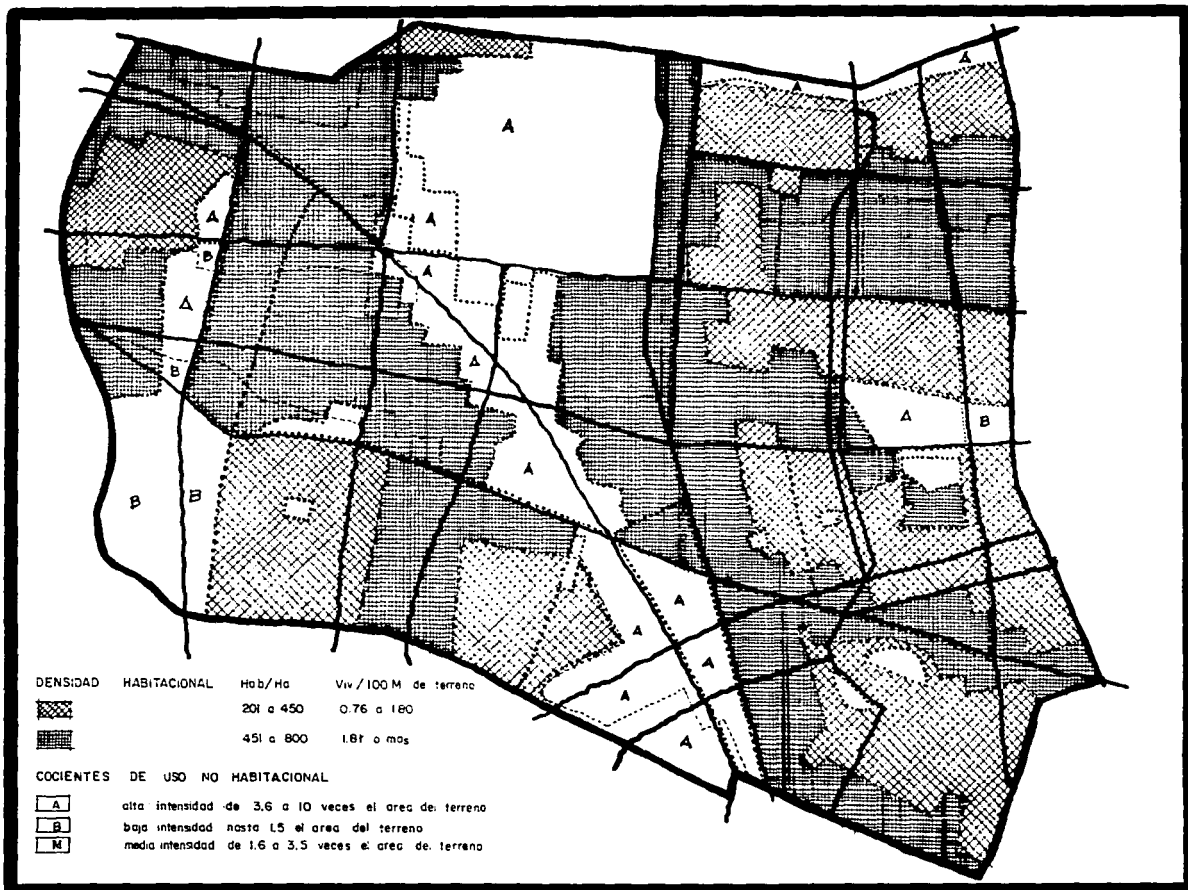 A
A
A
A
A
B
A
A
A
B
A
A
B
A
B
B
A
A
A
A
A
DENSIDAD HABITACIONAL Hab/Ha Viv/100 M de terreno
201 a 450 0.76 a 1.80
451 a 800 1.81 o mas
COCIENTES DE USO NO HABITACIONAL
A alta intensidad de 3,6 a 10 veces el area del terreno
B baja intensidad hasta 1.5 el area del terreno
M media intensidad de 1.6 a 3.5 veces el area del terreno